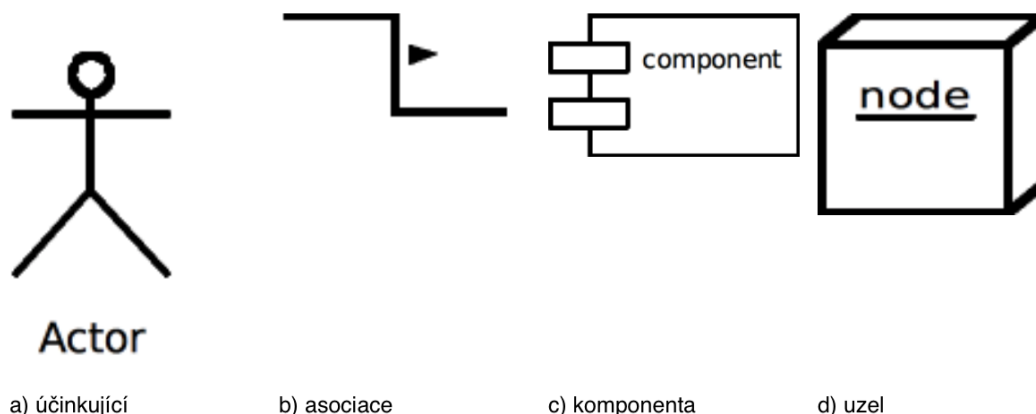 component
node
Actor
a) účinkující
b) asociace
c) komponenta
d) uzel